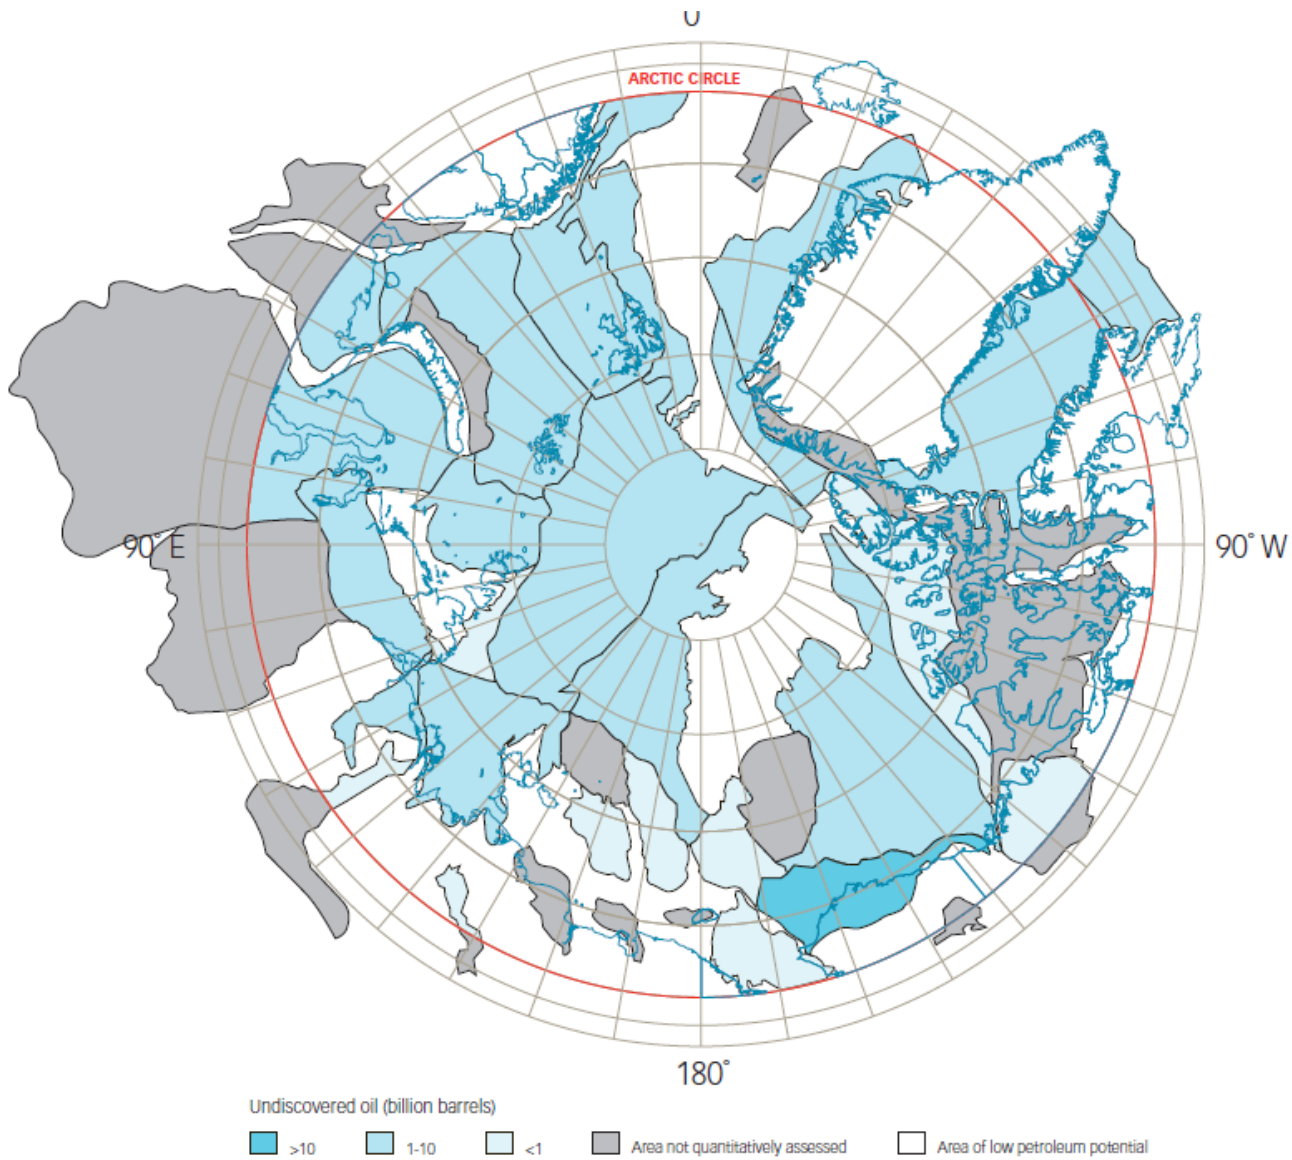 0
ARCTIC CIRCLE
90° E
90° W
180°
Undiscovered oil (billion barrels)
>10
1-10
<1
Area not quantitatively assessed
Area of low petroleum potential